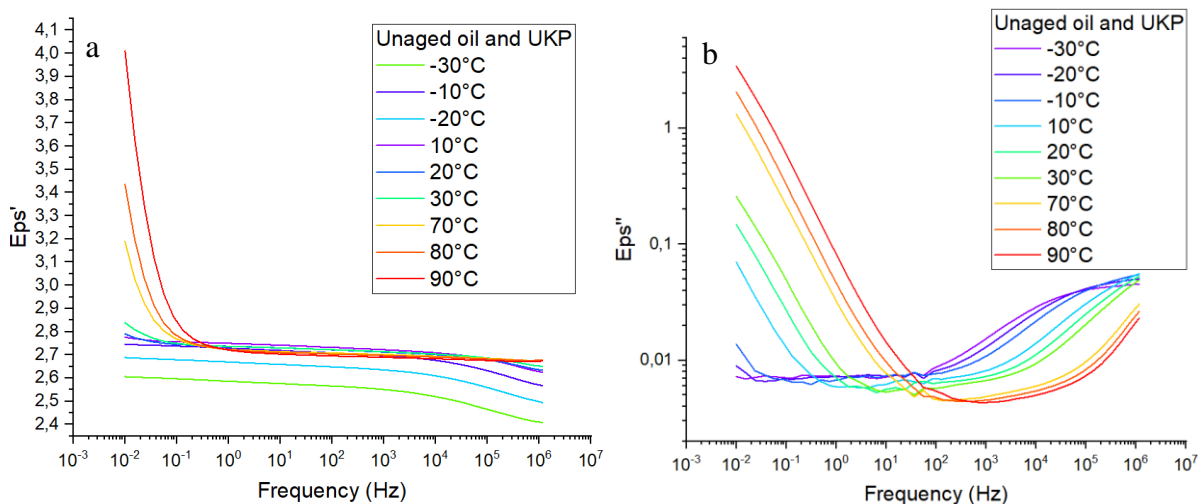 a
Eps'
4,1
4,0
3,9
3,8
3,7
3,6
3,5
3,4
3,3
3,2
3,1
3,0
2,9
2,8
2,7
2,6
2,5
2,4
10⁻³ 10⁻² 10⁻¹ 10⁰ 10¹ 10² 10³ 10⁴ 10⁵ 10⁶ 10⁷
Frequency (Hz)
Unaged oil and UKP
-30°C
-10°C
-20°C
10°C
20°C
30°C
70°C
80°C
90°C
b
Eps"
1
0,1
0,01
10⁻³ 10⁻² 10⁻¹ 10⁰ 10¹ 10² 10³ 10⁴ 10⁵ 10⁶ 10⁷
Frequency (Hz)
Unaged oil and UKP
-30°C
-20°C
-10°C
10°C
20°C
30°C
70°C
80°C
90°C